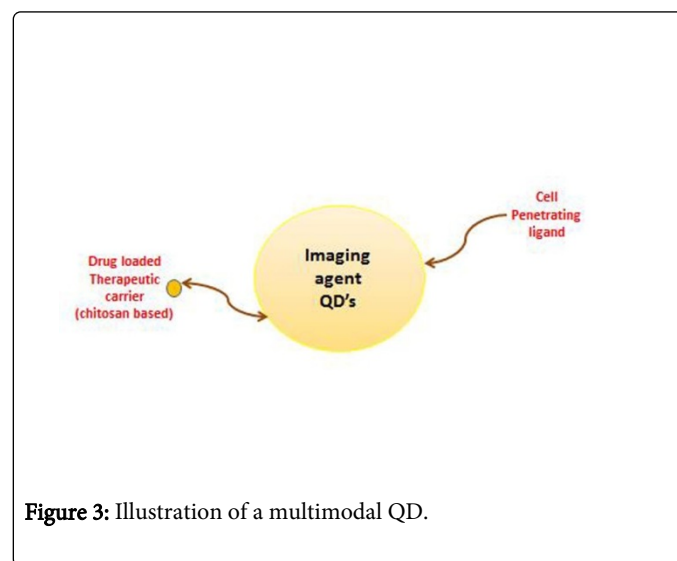 Cell
Penetrating
ligand
Imaging
agent
QD's
Drug loaded
Therapeutic
carrier
(chitosan based)
Figure 3: Illustration of a multimodal QD.